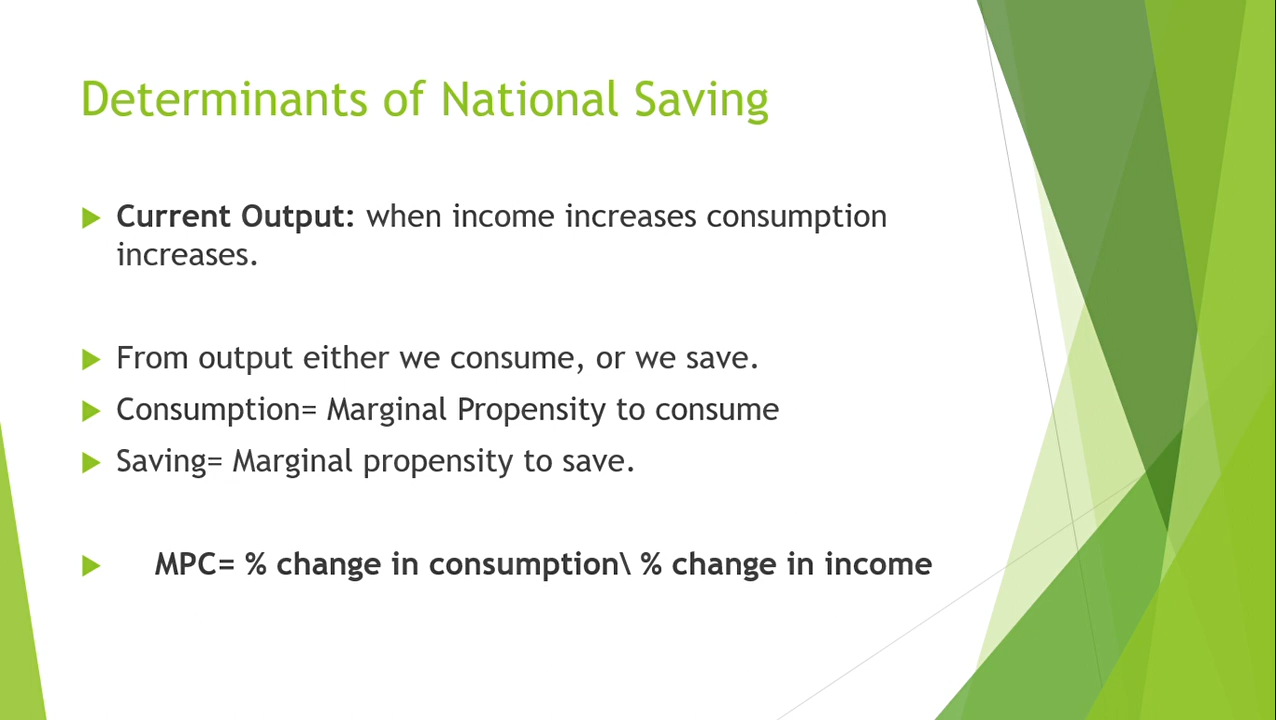 Determinants of National Saving
Current Output: when income increases consumption
increases.
From output either we consume, or we save.
Consumption= Marginal Propensity to consume
Saving= Marginal propensity to save.
MPC= % change in consumption\ % change in income